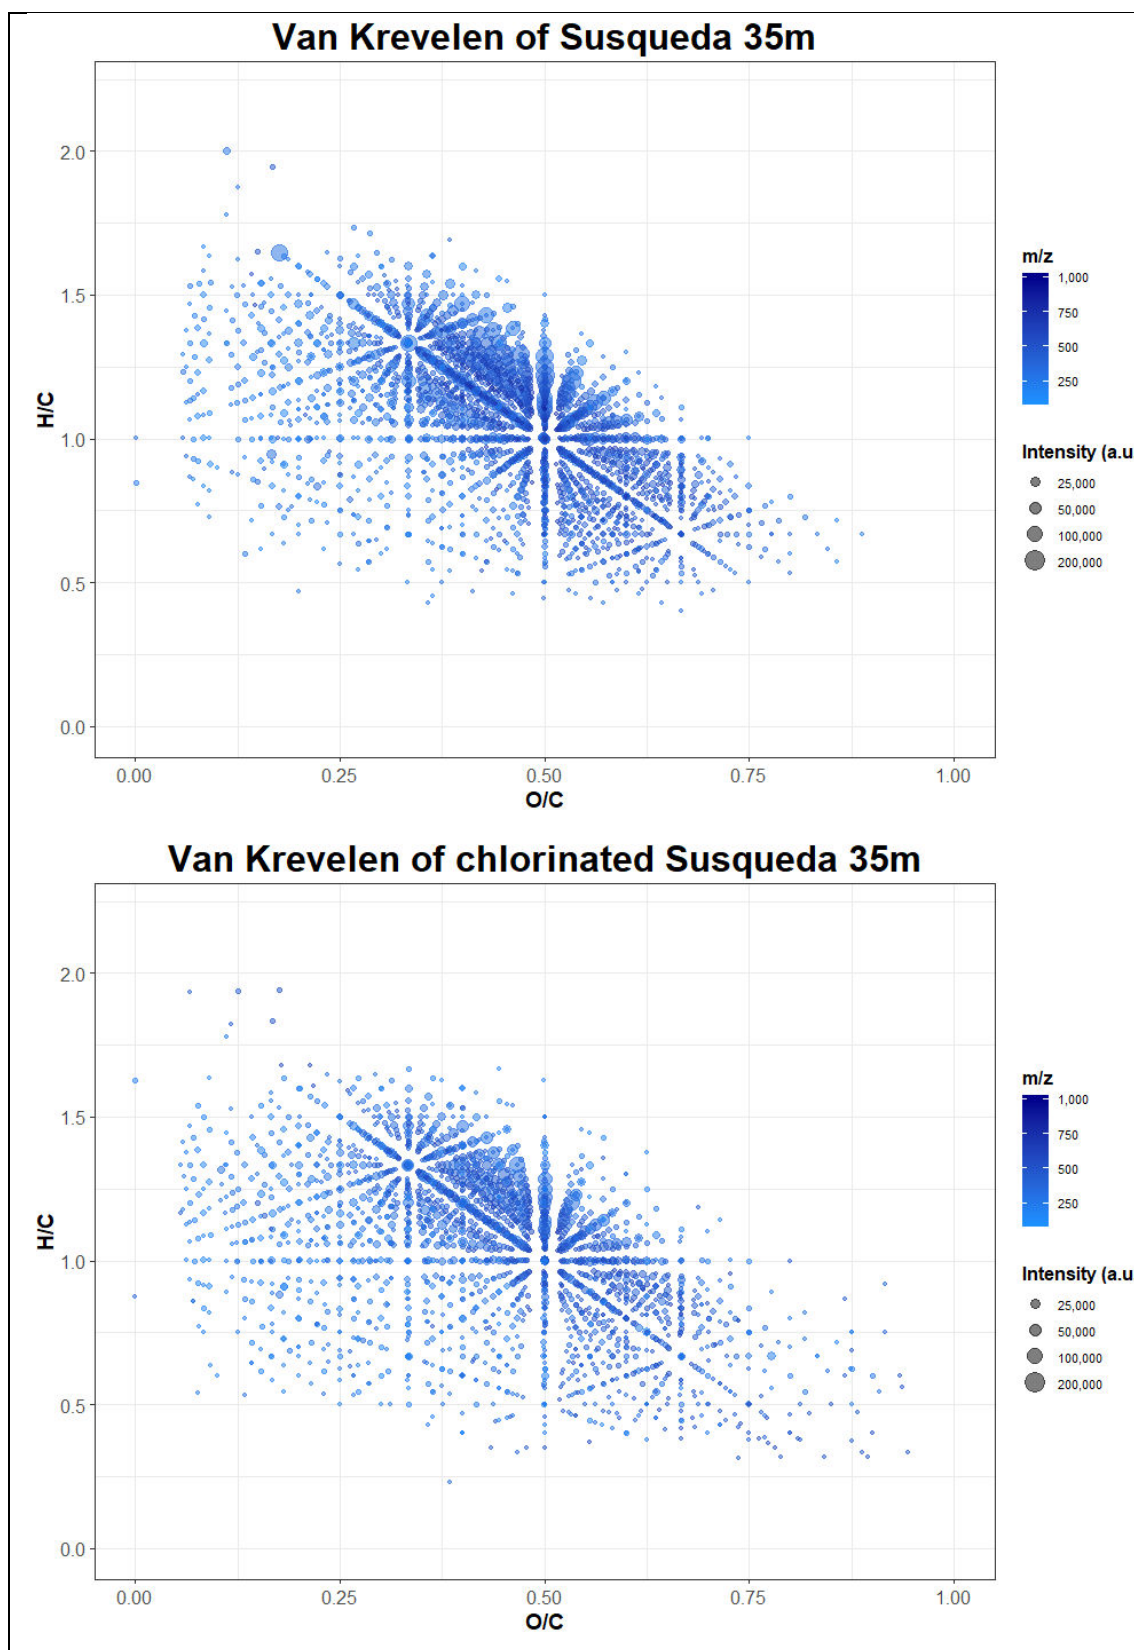 Van Krevelen of Susqueda 35m
2.0
1.5
1.0
0.5
0.0
H/C
0.00 0.25 0.50 0.75 1.00
O/C
m/z
1,000
750
500
250
Intensity (a.u
25,000
50,000
100,000
200,000
Van Krevelen of chlorinated Susqueda 35m
2.0
1.5
1.0
0.5
0.0
H/C
0.00 0.25 0.50 0.75 1.00
O/C
m/z
1,000
750
500
250
Intensity (a.u
25,000
50,000
100,000
200,000